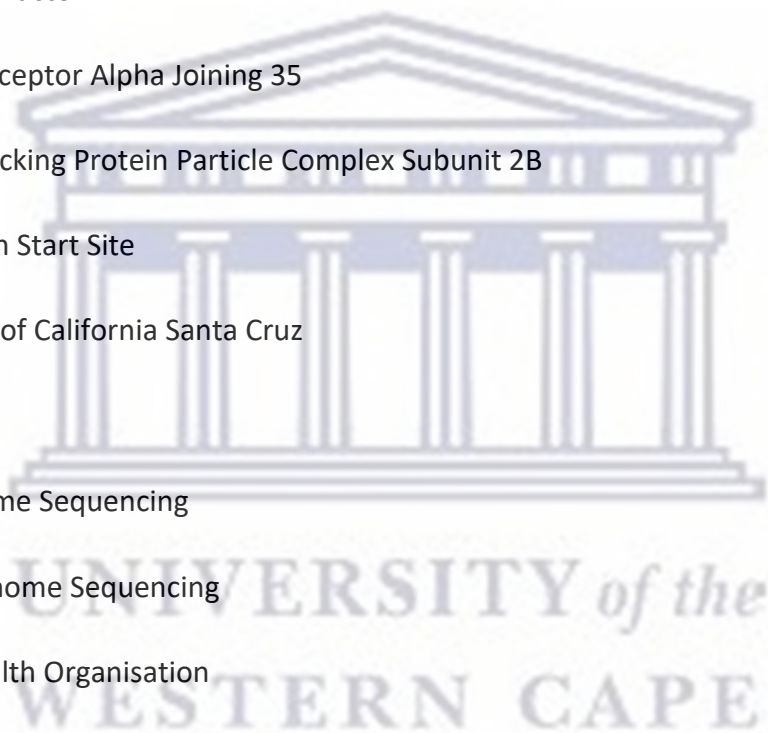 ceptor Alpha Joining 35
cking Protein Particle Complex Subunit 2B
n Start Site
of California Santa Cruz
me Sequencing
nome Sequencing
UNIVERSITY of the
lth Organisation
WESTERN CAPE